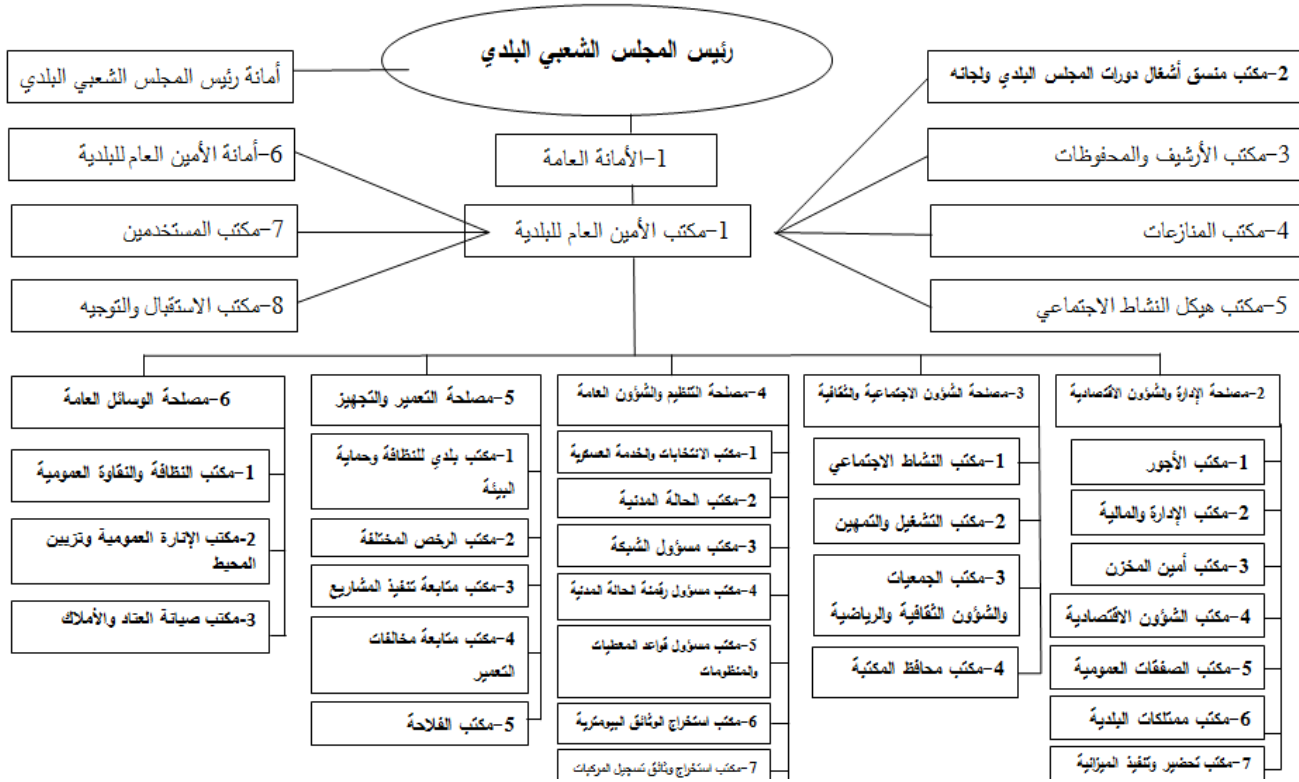 رئيس المجلس الشعبي البلدي
أمانة رئيس المجلس الشعبي البلدي
1-الأمانة العامة
1-مكتب الأمين العام للبلدية
2-مكتب منسق أشغال دورات المجلس البلدي ولجانه
3-مكتب الأرشيف والمحفوظات
4-مكتب المنازعات
5-مكتب هيكل النشاط الاجتماعي
6-أمانة الأمين العام للبلدية
7-مكتب المستخدمين
8-مكتب الاستقبال والتوجيه
2-مصلحة الإدارة والشؤون الاقتصادية
1-مكتب الأجور
2-مكتب الإدارة والمالية
3-مكتب أمين المخزن
4-مكتب الشؤون الاقتصادية
5-مكتب الصفقات العمومية
6-مكتب ممتلكات البلدية
7-مكتب تحضير وتنفيذ الميزانية
3-مصلحة الشؤون الاجتماعية والثقافية
1-مكتب النشاط الاجتماعي
2-مكتب التشغيل والتمهين
3-مكتب الجمعيات
والشؤون الثقافية والرياضية
4-مكتب محافظ المكتبة
4-مصلحة التنظيم والشؤون العامة
1-مكتب الانتخابات والخدمة العسكرية
2-مكتب الحالة المدنية
3-مكتب مسؤول الشبكة
4-مكتب مسؤول رقمنة الحالة المدنية
5-مكتب مسؤول قواعد المعطيات
والمنظومات
6-مكتب استخراج الوثائق البيومترية
7-مكتب استخراج وثائق تسجيل المركبات
5-مصلحة التعمير والتجهيز
1-مكتب بلدي للنظافة وحماية
البيئة
2-مكتب الرخص المختلفة
3-مكتب متابعة تنفيذ المشاريع
4-مكتب متابعة مخالفات
التعمير
5-مكتب الفلاحة
6-مصلحة الوسائل العامة
1-مكتب النظافة والنقاوة العمومية
2-مكتب الإنارة العمومية وتزيين
المحيط
3-مكتب صيانة العتاد والأملاك